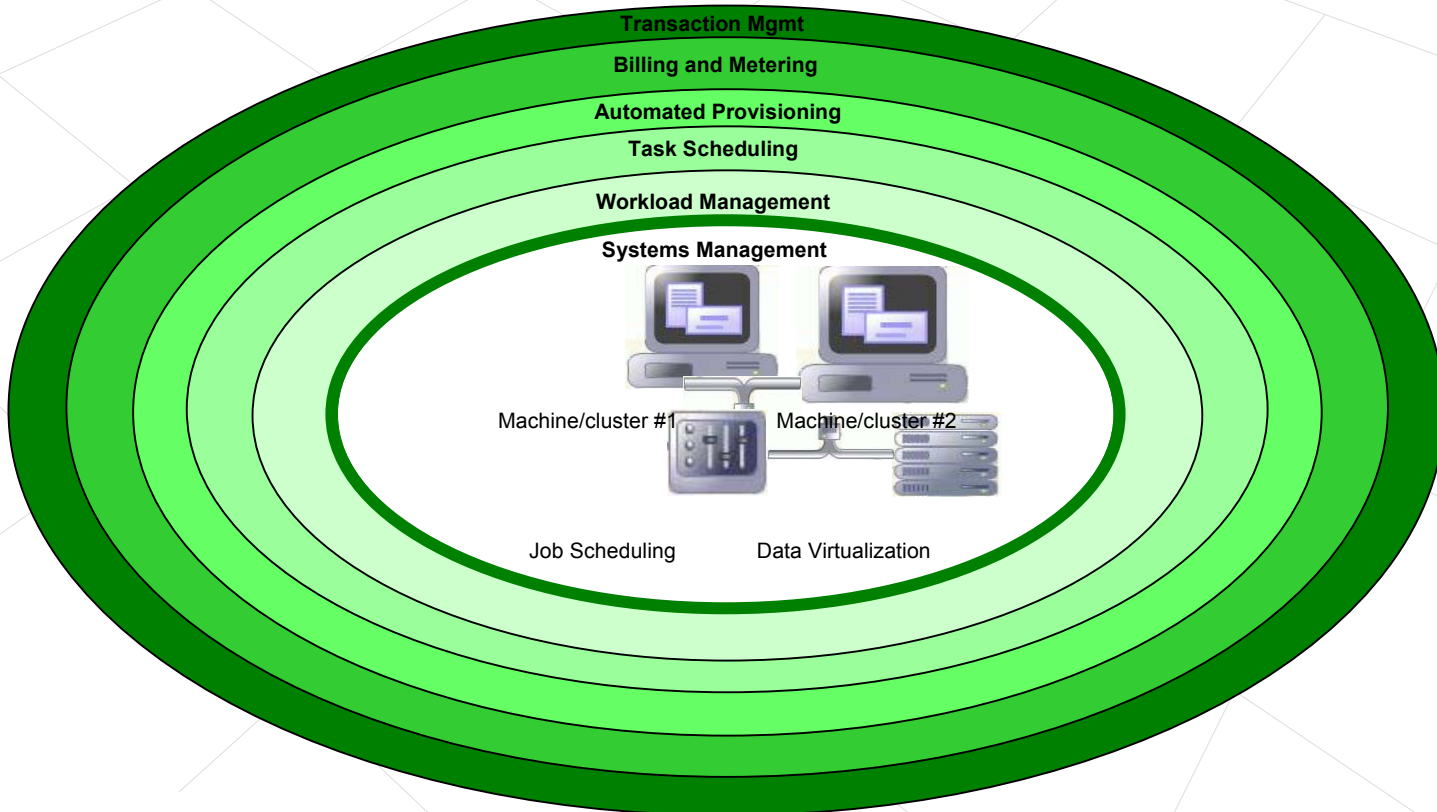 Transaction Mgmt
Billing and Metering
Automated Provisioning
Task Scheduling
Workload Management
Systems Management
Machine/cluster #1
Machine/cluster #2
Job Scheduling
Data Virtualization